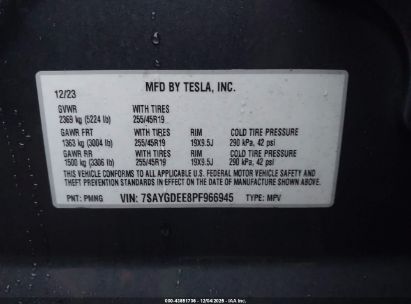 MFD BY TESLA, INC.
12/23
GVWR WITH TIRES
2369 kg (5224 lb) 255/45R19
GAWR FRT WITH TIRES RIM COLD TIRE PRESSURE
1363 kg (3004 lb) 255/45R19 19X9.5J 290 kPa, 42 psi
GAWR RR WITH TIRES RIM COLD TIRE PRESSURE
1500 kg (3306 lb) 255/45R19 19X9.5J 290 kPa, 42 psi
THIS VEHICLE CONFORMS TO ALL APPLICABLE U.S. FEDERAL MOTOR VEHICLE SAFETY AND
THEFT PREVENTION STANDARDS IN EFFECT ON THE DATE OF MANUFACTURE SHOWN ABOVE.
PNT: PMNG VIN: 7SAYGDEE8PF966945 TYPE: MPV
000-43851736 - 12/04/2025 - IAA, Inc.